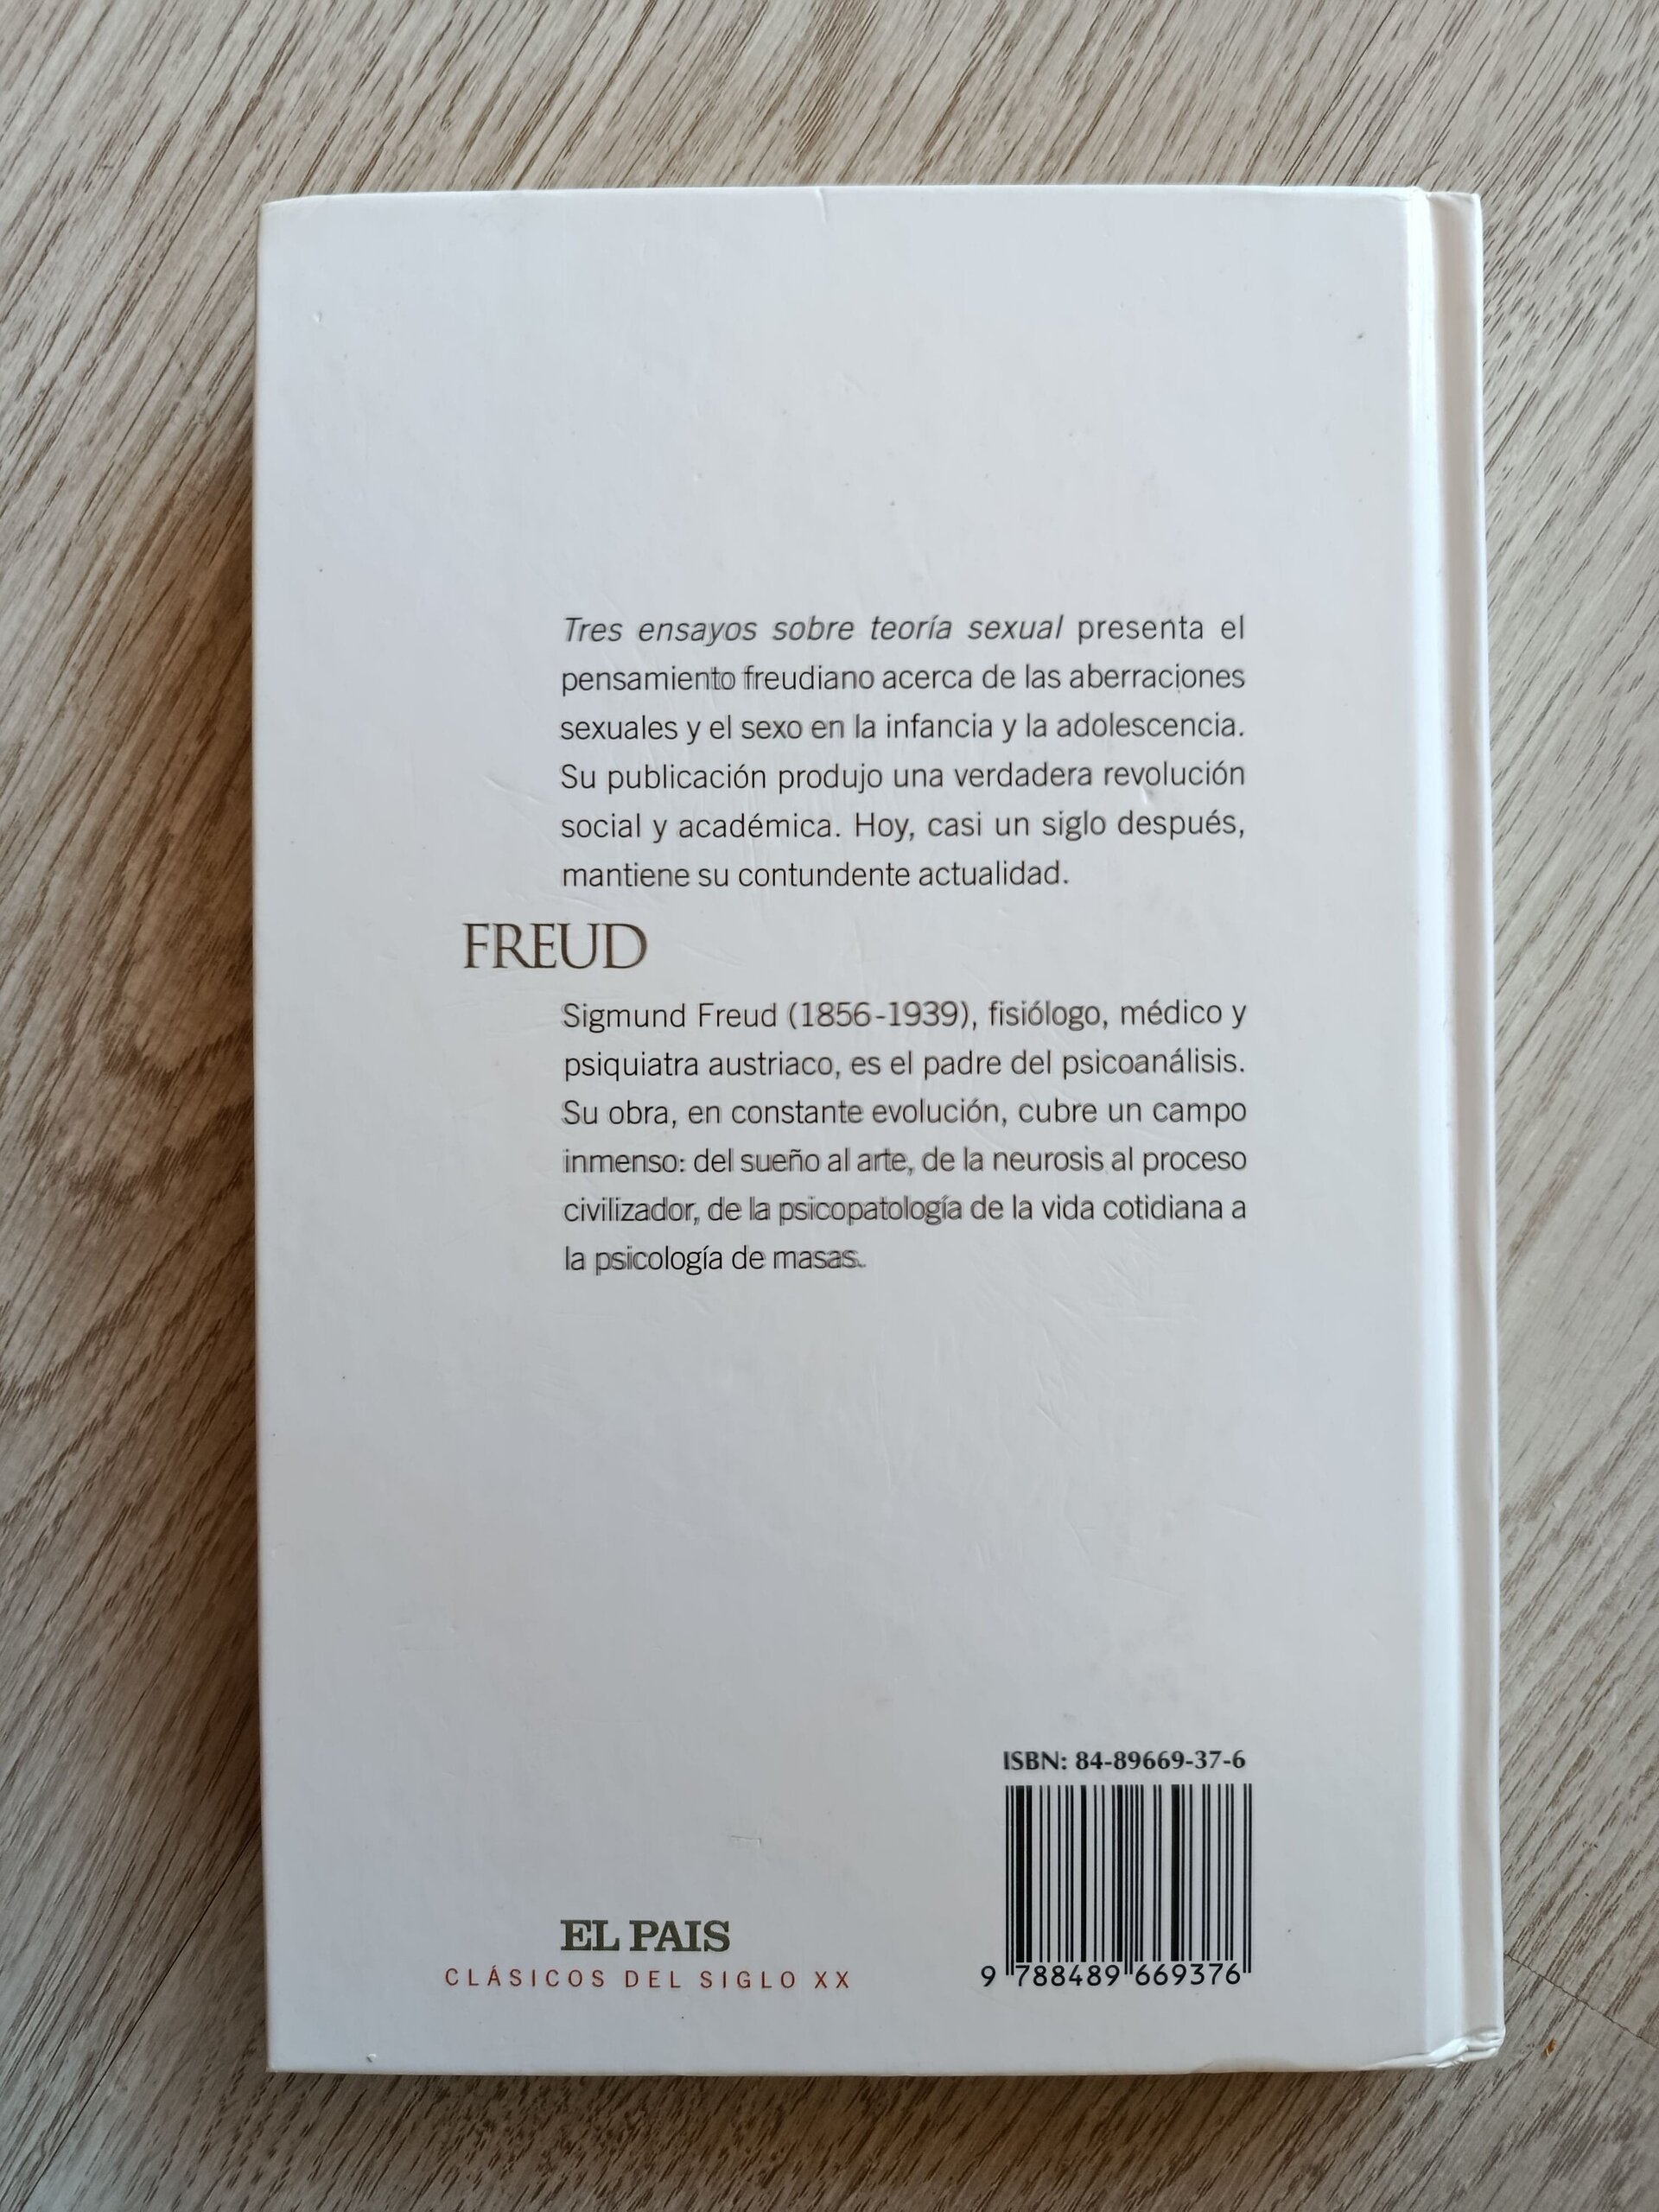 Tres ensayos sobre teoría sexual presenta el
pensamiento freudiano acerca de las aberraciones
sexuales y el sexo en la infancia y la adolescencia.
Su publicación produjo una verdadera revolución
social y académica. Hoy, casi un siglo después,
mantiene su contundente actualidad.
FREUD
Sigmund Freud (1856-1939), fisiólogo, médico y
psiquiatra austriaco, es el padre del psicoanálisis.
Su obra, en constante evolución, cubre un campo
inmenso: del sueño al arte, de la neurosis al proceso
civilizador, de la psicopatología de la vida cotidiana a
la psicología de masas.
ISBN: 84-89669-37-6
9 788489 669376
EL PAIS
CLÁSICOS DEL SIGLO XX